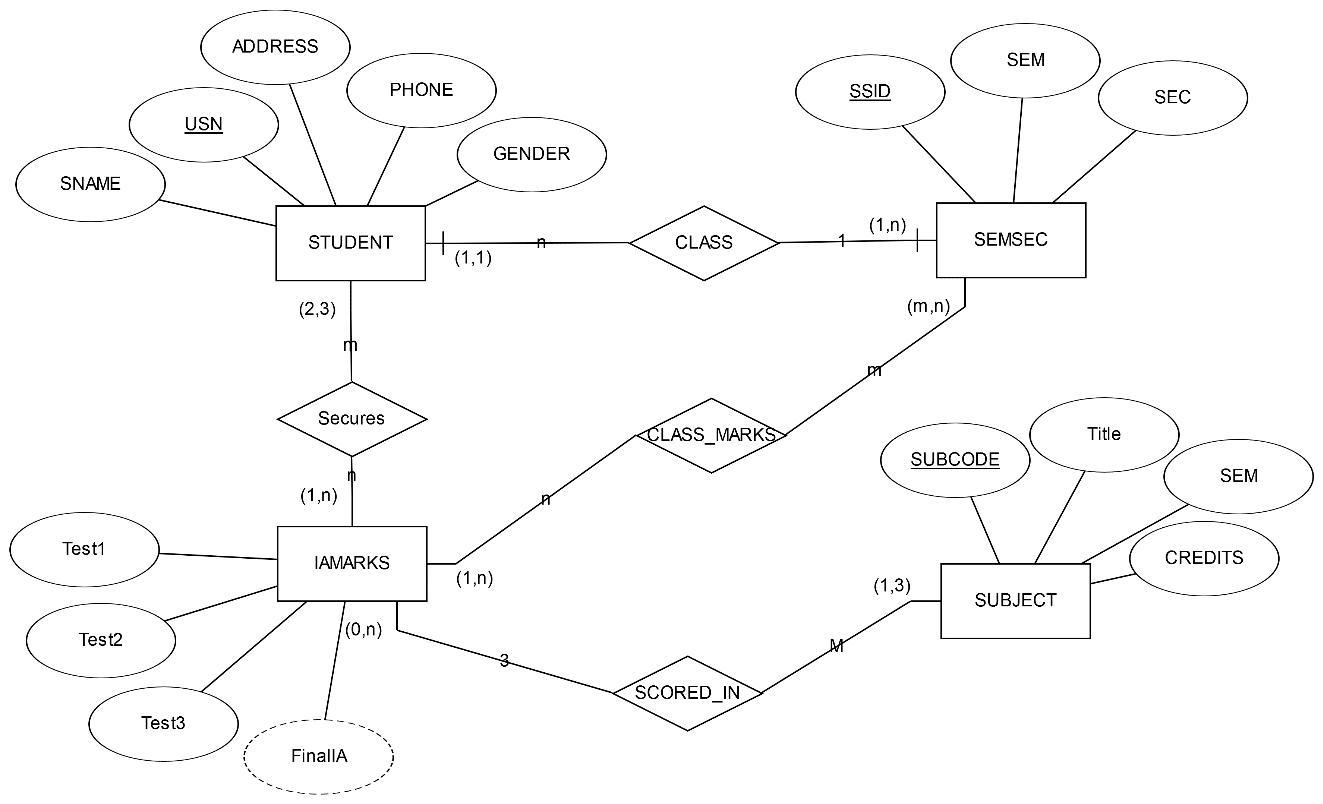 ADDRESS
PHONE
USN
GENDER
SNAME
SEM
SSID
SEC
STUDENT
(1,1)
n
CLASS
1
(1,n)
SEMSEC
(2,3)
m
Secures
n
(1,n)
(m,n)
m
CLASS_MARKS
n
(1,n)
SUBCODE
Title
SEM
CREDITS
Test1
IAMARKS
Test2
(0,n)
Test3
FinalIA
3
SCORED_IN
M
(1,3)
SUBJECT